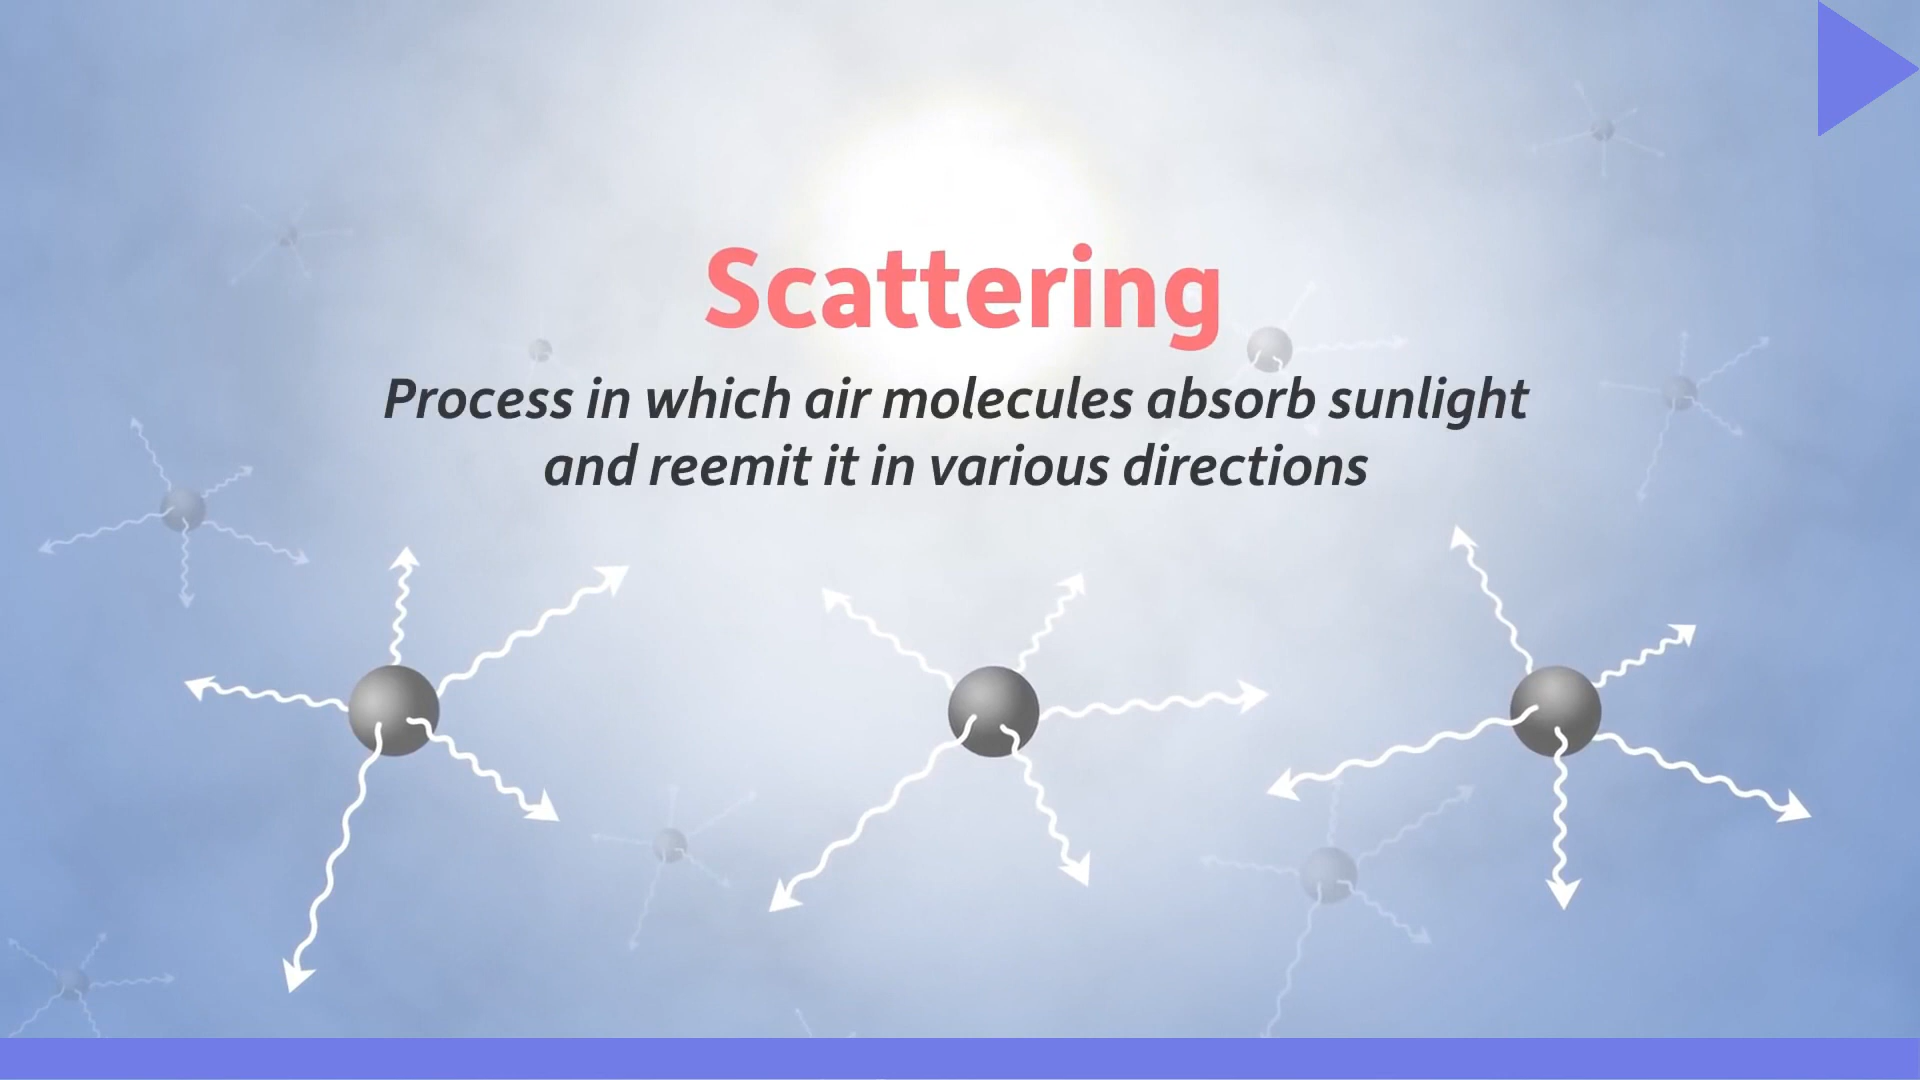 Scattering
Process in which air molecules absorb sunlight
and reemit it in various directions